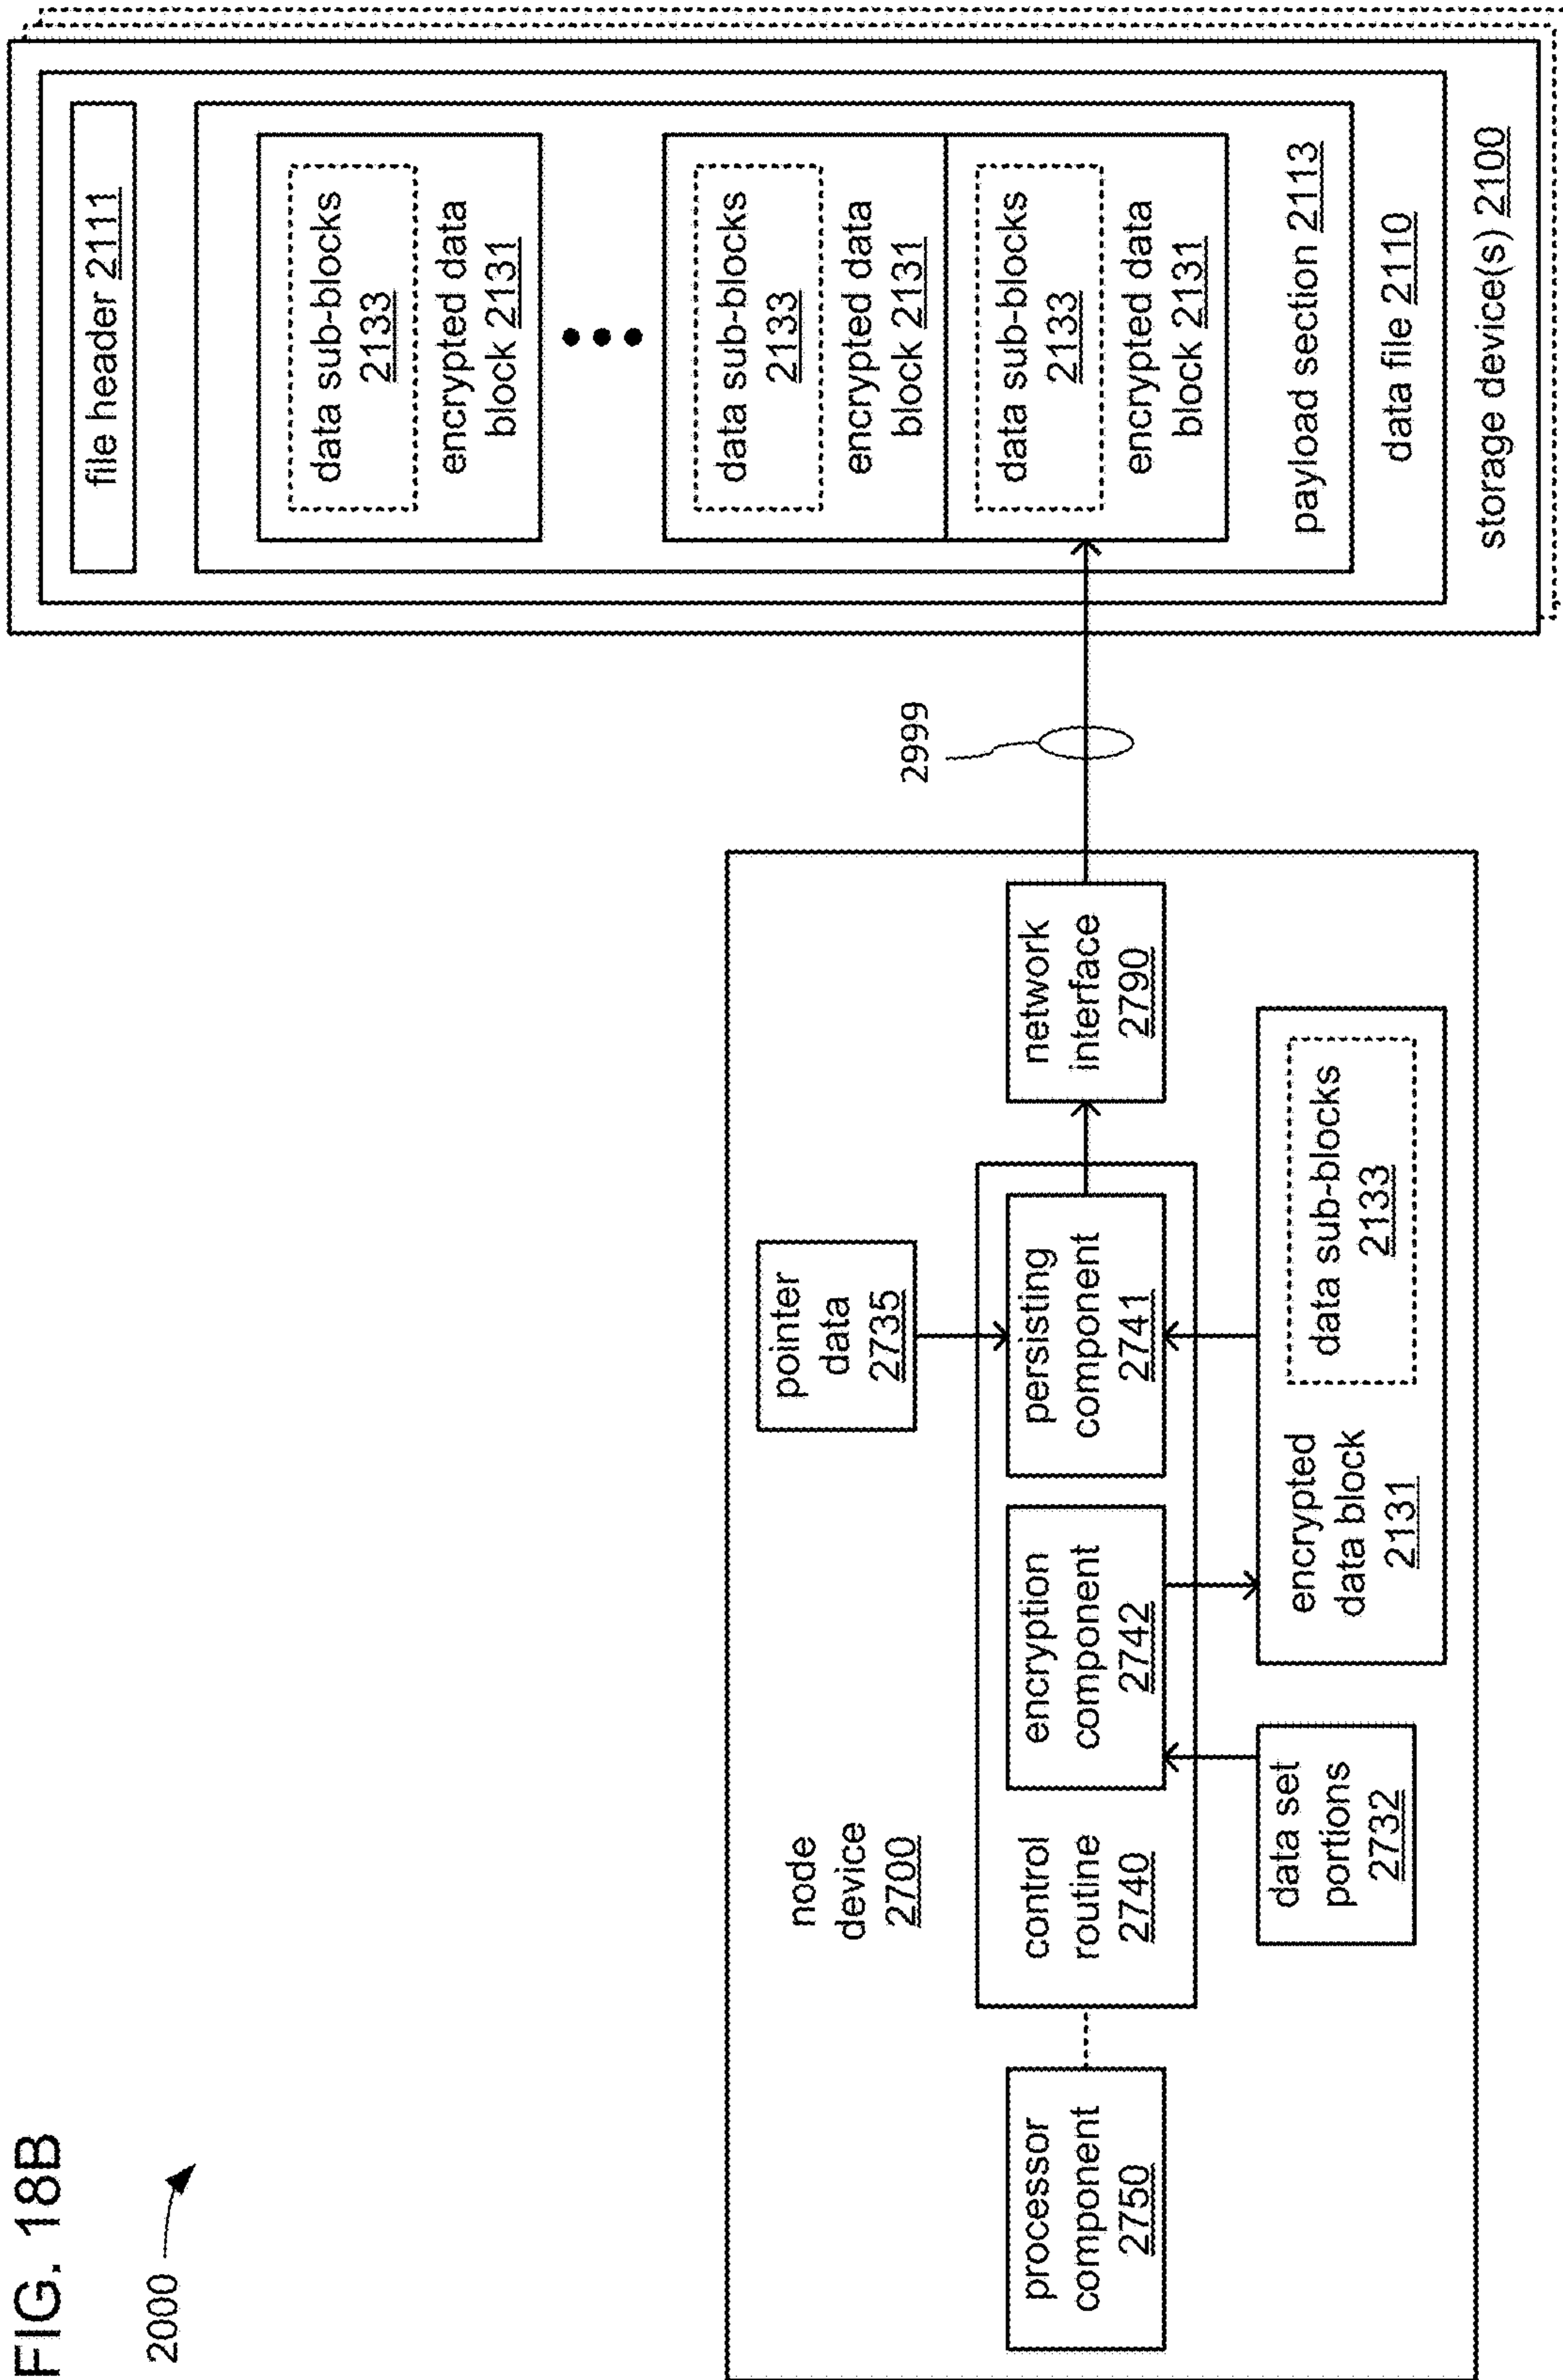 FIG. 18B
2000
processor
component
2750
node
device
2700
control
routine
2740
encryption
component
2742
persisting
component
2741
pointer
data
2735
data set
portions
2732
encrypted
data block
2131
data sub-blocks
2133
network
interface
2790
2999
file header 2111
data sub-blocks
2133
encrypted data
block 2131
data sub-blocks
2133
encrypted data
block 2131
data sub-blocks
2133
encrypted data
block 2131
payload section 2113
data file 2110
storage device(s) 2100